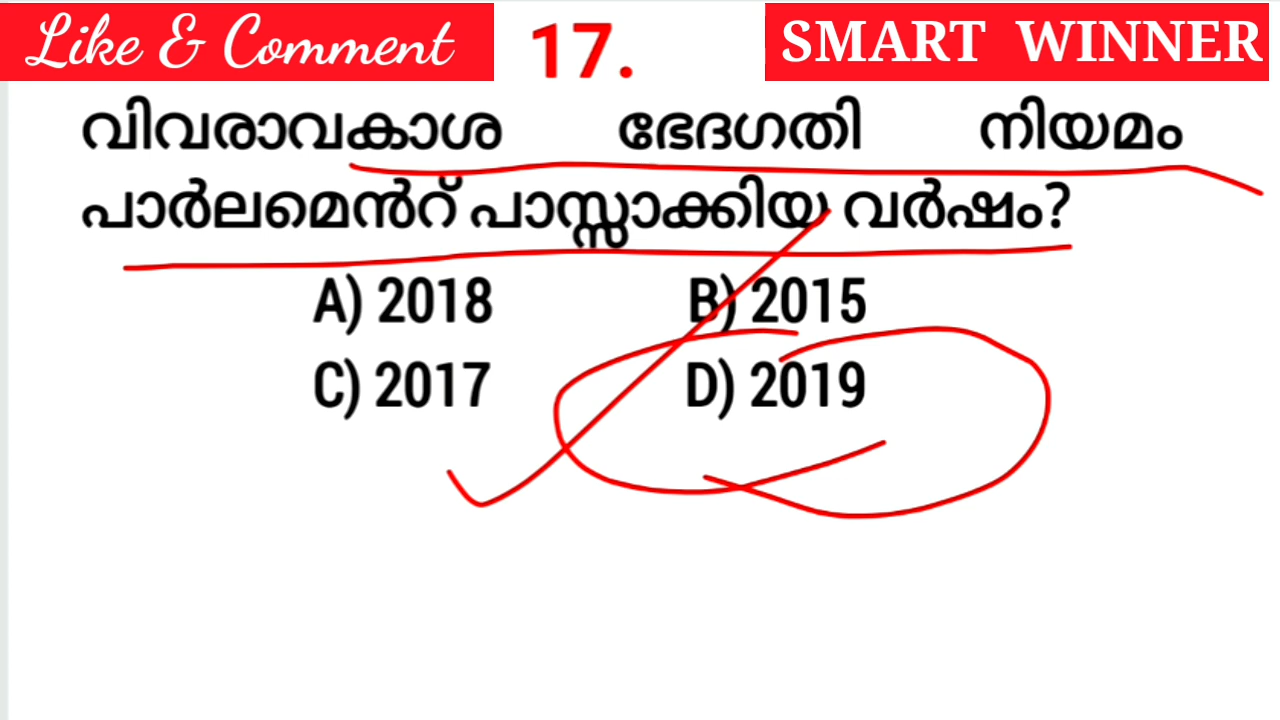 Like & Comment 17. SMART WINNER
വിവരാവകാശ ഭേദഗതി നിയമം
പാർലമെൻറ് പാസ്സാക്കിയ വർഷം?
A) 2018 B) 2015
C) 2017 D) 2019